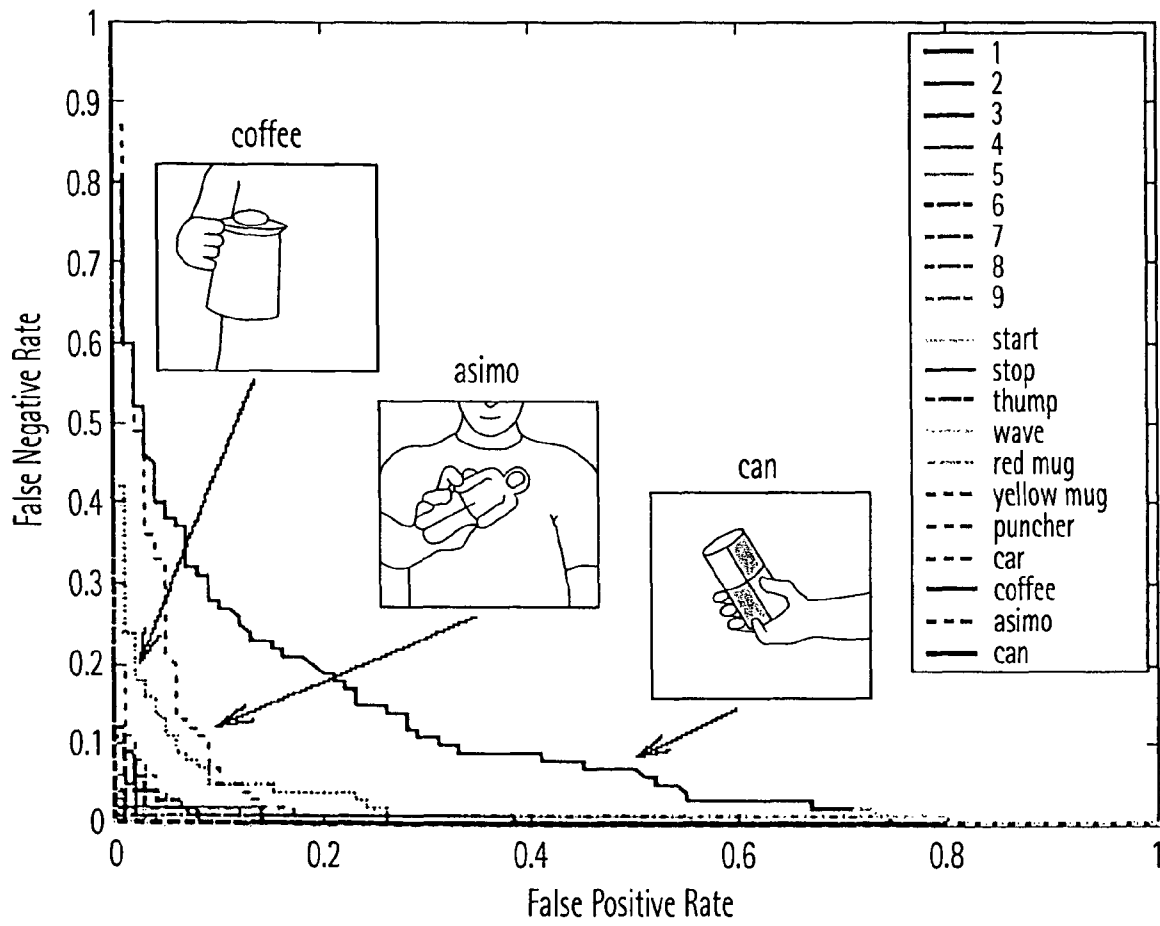 1
0.9
0.8
0.7
0.6
0.5
0.4
0.3
0.2
0.1
0
False Negative Rate
coffee
asimo
can
1
2
3
4
5
6
7
8
9
start
stop
thump
wave
red mug
yellow mug
puncher
car
coffee
asimo
can
0
0.2
0.4
0.6
0.8
1
False Positive Rate